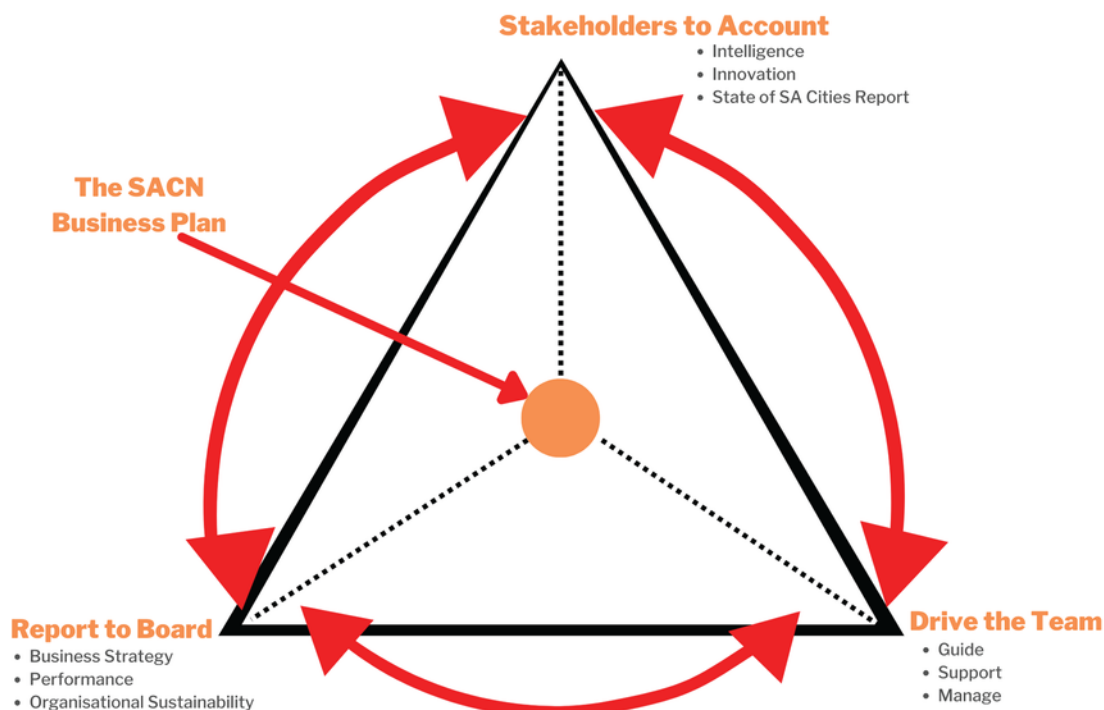 Stakeholders to Account
• Intelligence
• Innovation
• State of SA Cities Report
The SACN
Business Plan
Report to Board
• Business Strategy
• Performance
• Organisational Sustainability
Drive the Team
• Guide
• Support
• Manage